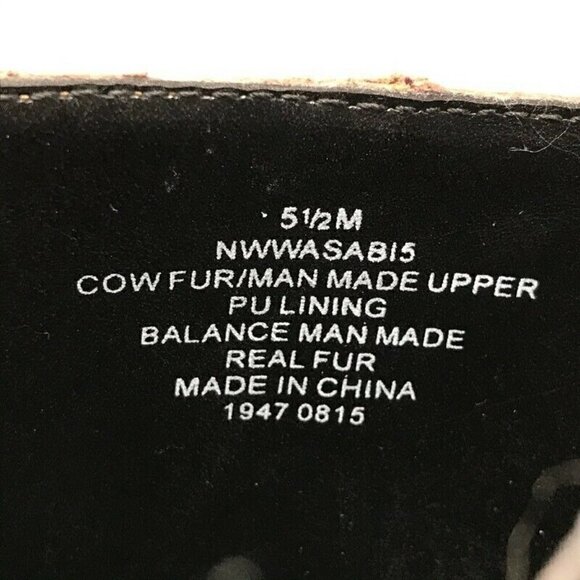 5 1/2 M
NWWASABI5
COW FUR/MAN MADE UPPER
PU LINING
BALANCE MAN MADE
REAL FUR
MADE IN CHINA
1947 0815